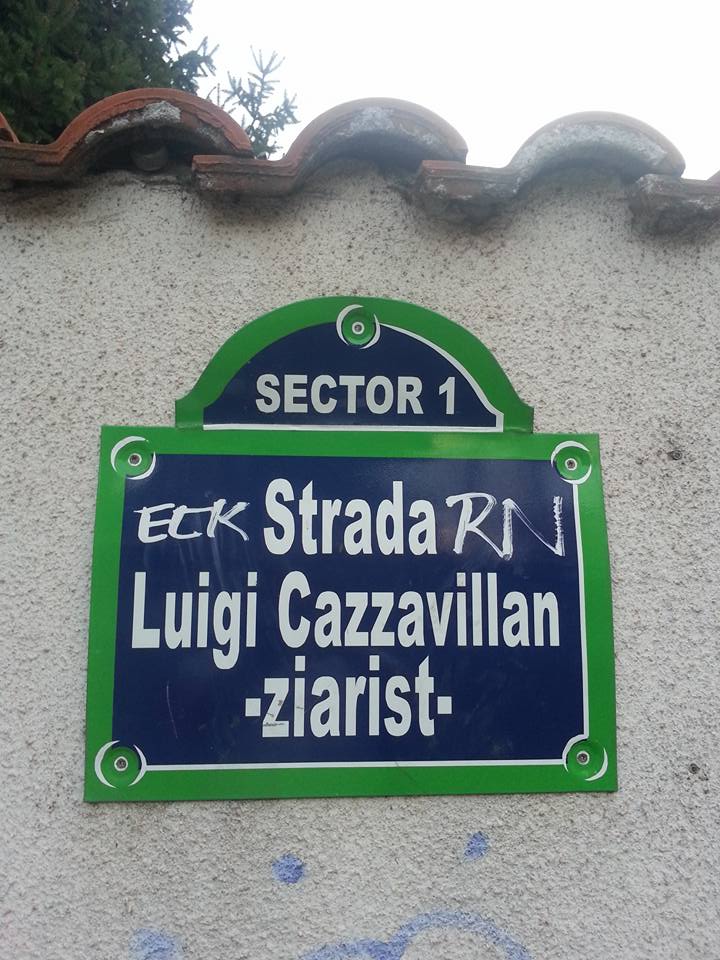 SECTOR 1
ECK Strada RN
Luigi Cazzavillan
-ziarist-